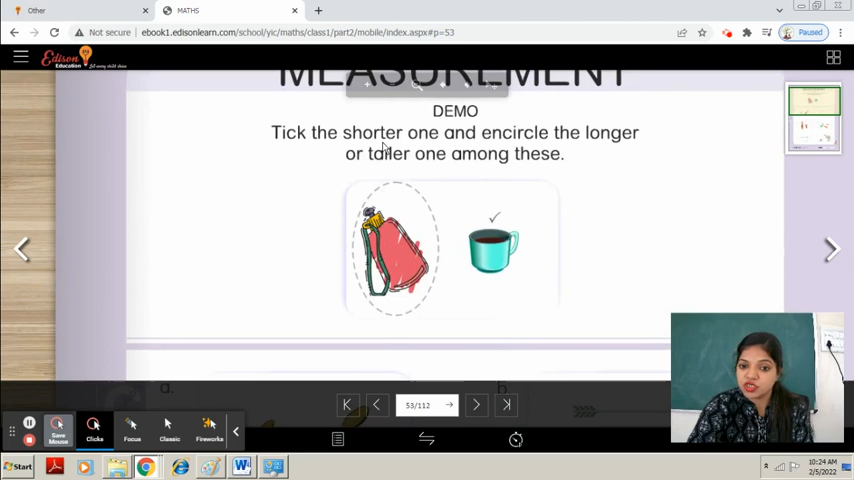 Other
MATHS
Not secure
ebook1.edisonlearn.com/school/yic/maths/class1/part2/mobile/index.aspx#p=53
Paused
Edison
Education
MEASUREMENT
DEMO
Tick the shorter one and encircle the longer
or taller one among these.
a.
b.
53/112
Save
Mouse
Clicks
Focus
Classic
Fireworks
Start
10:24 AM
2/5/2022